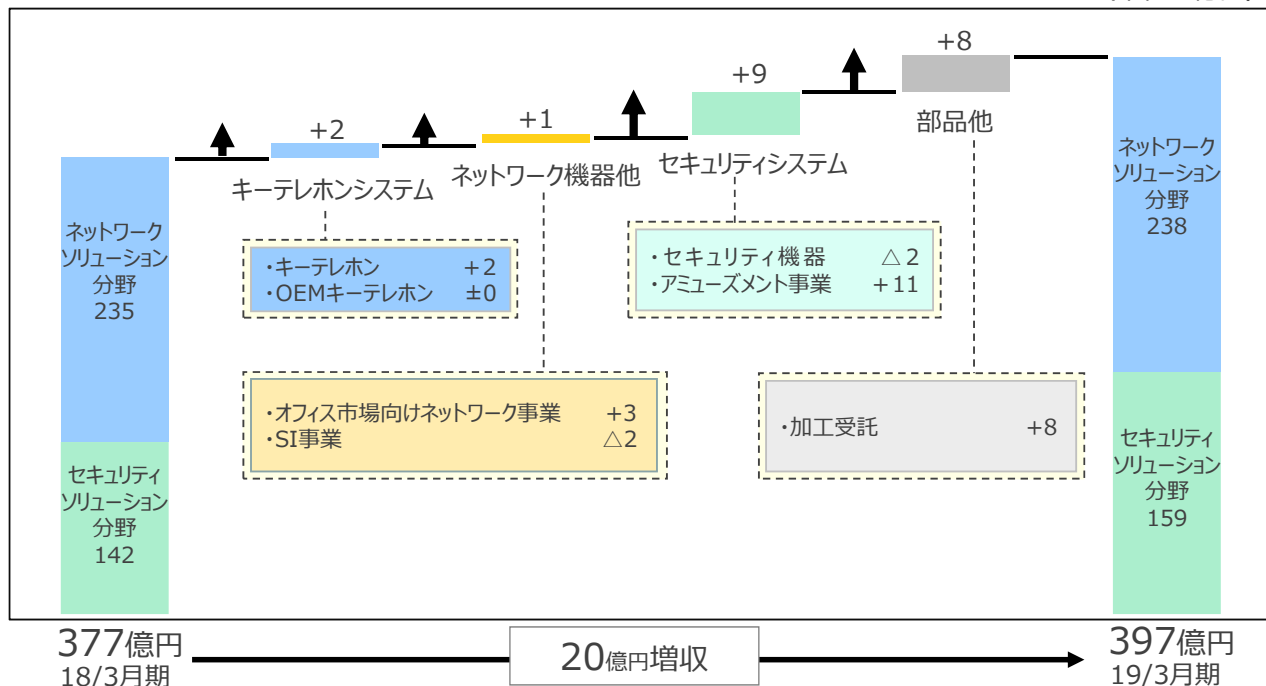 +2
キーテレホンシステム
+1
ネットワーク機器他
+9
セキュリティシステム
+8
部品他
ネットワーク
ソリューション
分野
235
セキュリティ
ソリューション
分野
142
・キーテレホン +2
・OEMキーテレホン ±0
・オフィス市場向けネットワーク事業 +3
・SI事業 △2
・セキュリティ機器 △2
・アミューズメント事業 +11
・加工受託 +8
ネットワーク
ソリューション
分野
238
セキュリティ
ソリューション
分野
159
377億円
18/3月期
20億円増収
397億円
19/3月期